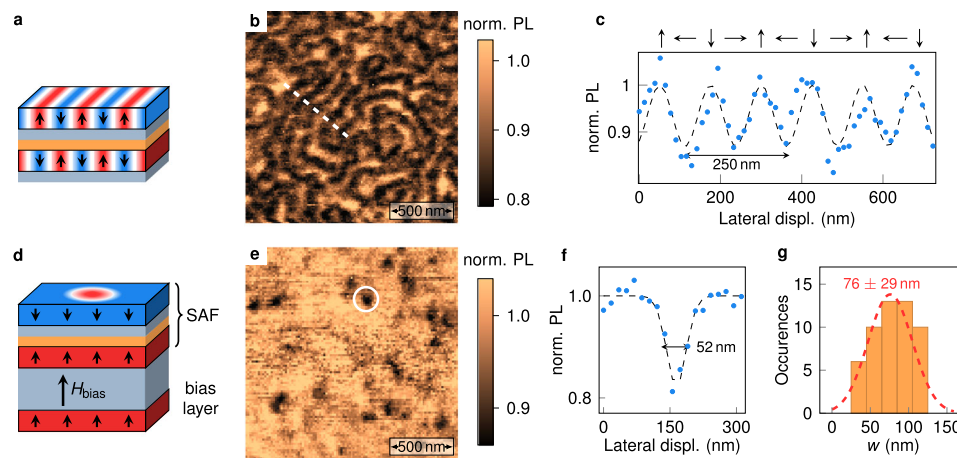 a
b
norm. PL
1.0
0.9
0.8
500 nm
c
norm. PL
1
0.9
250 nm
0
200
400
600
Lateral displ. (nm)
d
SAF
Hbias
bias
layer
e
norm. PL
1.0
0.9
500 nm
f
norm. PL
1.0
0.8
52 nm
0
150
300
Lateral displ. (nm)
g
76 ± 29 nm
Occurences
15
10
5
0
0
50
100
150
w (nm)